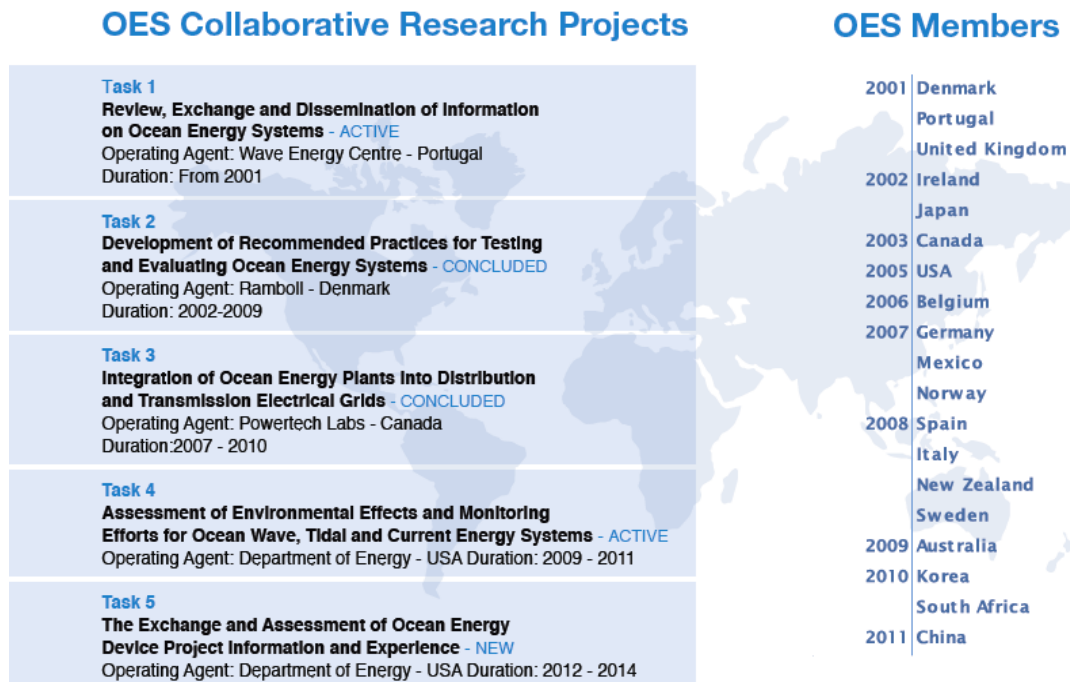 OES Collaborative Research Projects
Task 1
Review, Exchange and Dissemination of Information
on Ocean Energy Systems - ACTIVE
Operating Agent: Wave Energy Centre - Portugal
Duration: From 2001
Task 2
Development of Recommended Practices for Testing
and Evaluating Ocean Energy Systems - CONCLUDED
Operating Agent: Ramboll - Denmark
Duration: 2002-2009
Task 3
Integration of Ocean Energy Plants into Distribution
and Transmission Electrical Grids - CONCLUDED
Operating Agent: Powertech Labs - Canada
Duration:2007 - 2010
Task 4
Assessment of Environmental Effects and Monitoring
Efforts for Ocean Wave, Tidal and Current Energy Systems - ACTIVE
Operating Agent: Department of Energy - USA Duration: 2009 - 2011
Task 5
The Exchange and Assessment of Ocean Energy
Device Project Information and Experience - NEW
Operating Agent: Department of Energy - USA Duration: 2012 - 2014
OES Members
2001 Denmark
Portugal
United Kingdom
2002 Ireland
Japan
2003 Canada
2005 USA
2006 Belgium
2007 Germany
Mexico
Norway
2008 Spain
Italy
New Zealand
Sweden
2009 Australia
2010 Korea
South Africa
2011 China